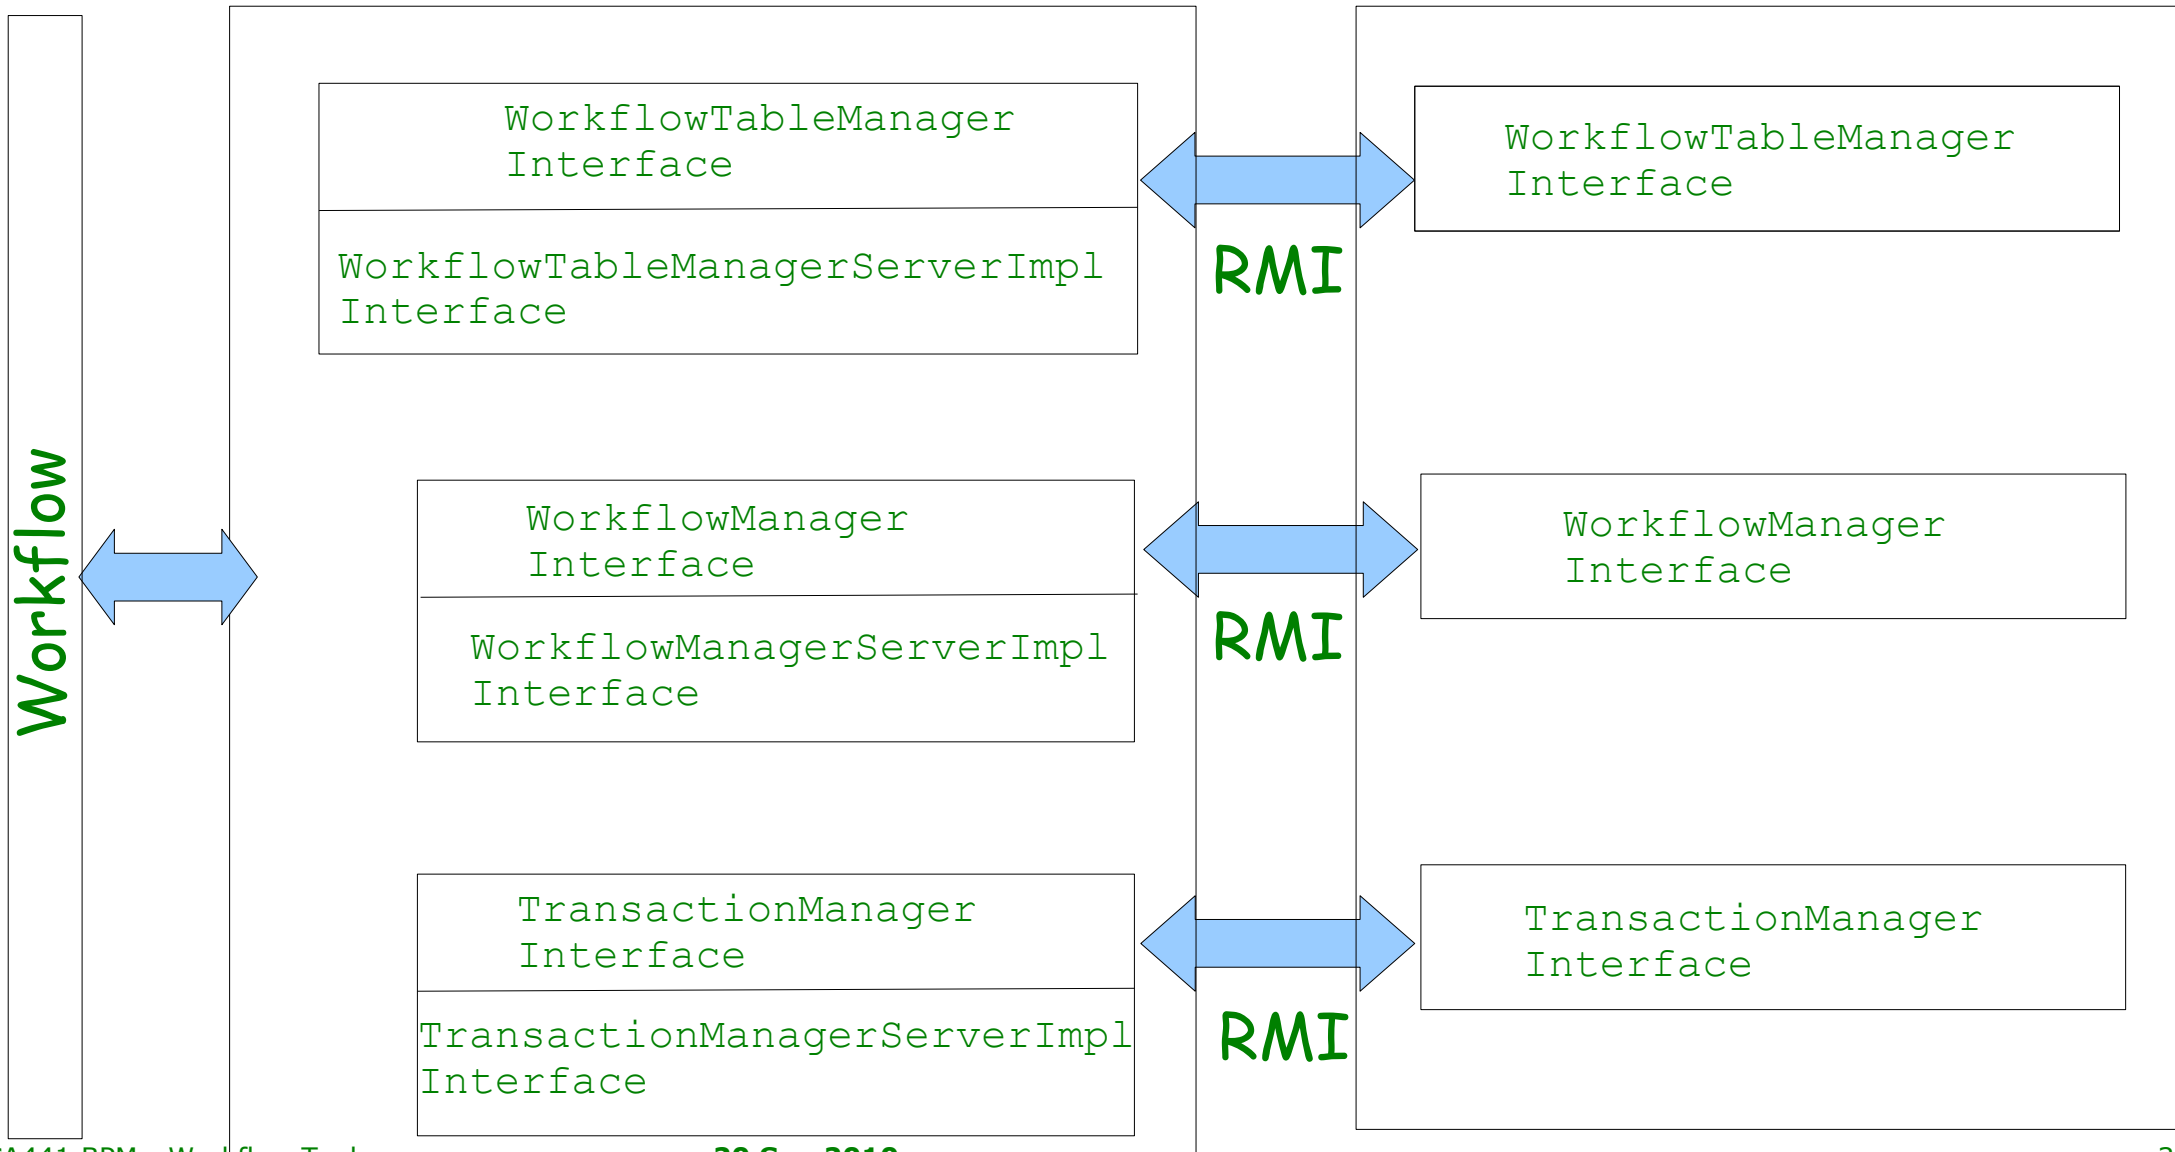 Workflow
WorkflowTableManager
Interface
WorkflowTableManagerServerImpl
Interface
RMI
WorkflowTableManager
Interface
WorkflowManager
Interface
WorkflowManagerServerImpl
Interface
RMI
WorkflowManager
Interface
TransactionManager
Interface
TransactionManagerServerImpl
Interface
RMI
TransactionManager
Interface